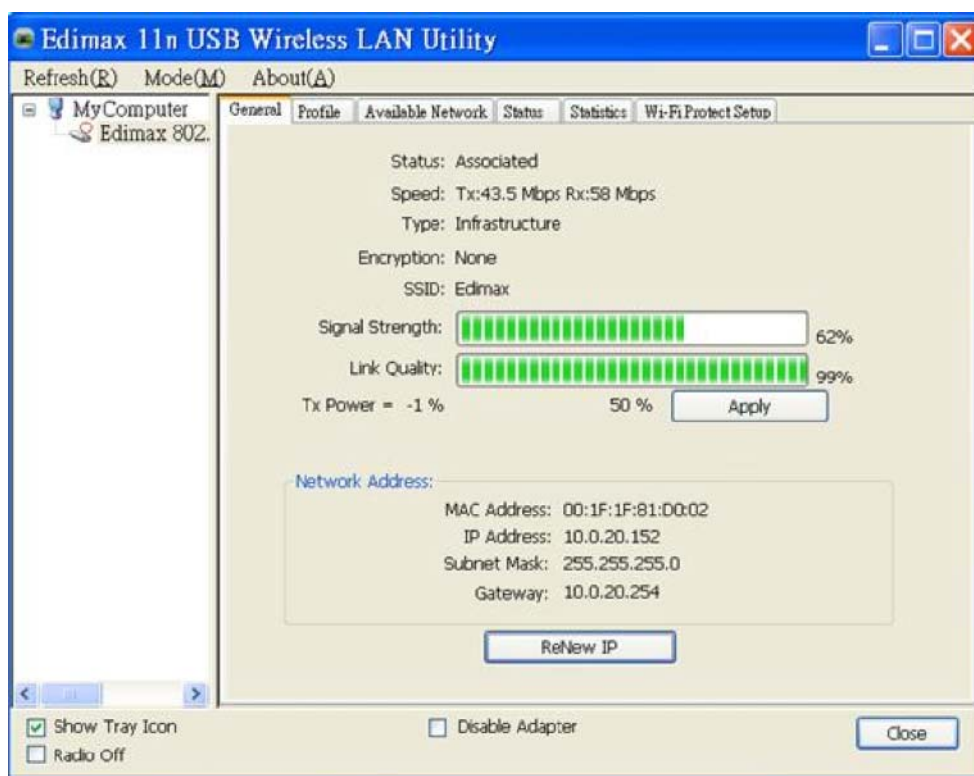 Edimax 11n USB Wireless LAN Utility
Refresh(R) Mode(M) About(A)
MyComputer
Edimax 802.
General Profile Available Network Status Statistics Wi-Fi Protect Setup
Status: Associated
Speed: Tx:43.5 Mbps Rx:58 Mbps
Type: Infrastructure
Encryption: None
SSID: Edimax
Signal Strength: 62%
Link Quality: 99%
Tx Power = -1 % 50 % Apply
Network Address:
MAC Address: 00:1F:1F:81:D0:02
IP Address: 10.0.20.152
Subnet Mask: 255.255.255.0
Gateway: 10.0.20.254
ReNew IP
Show Tray Icon Disable Adapter Close
Radio Off